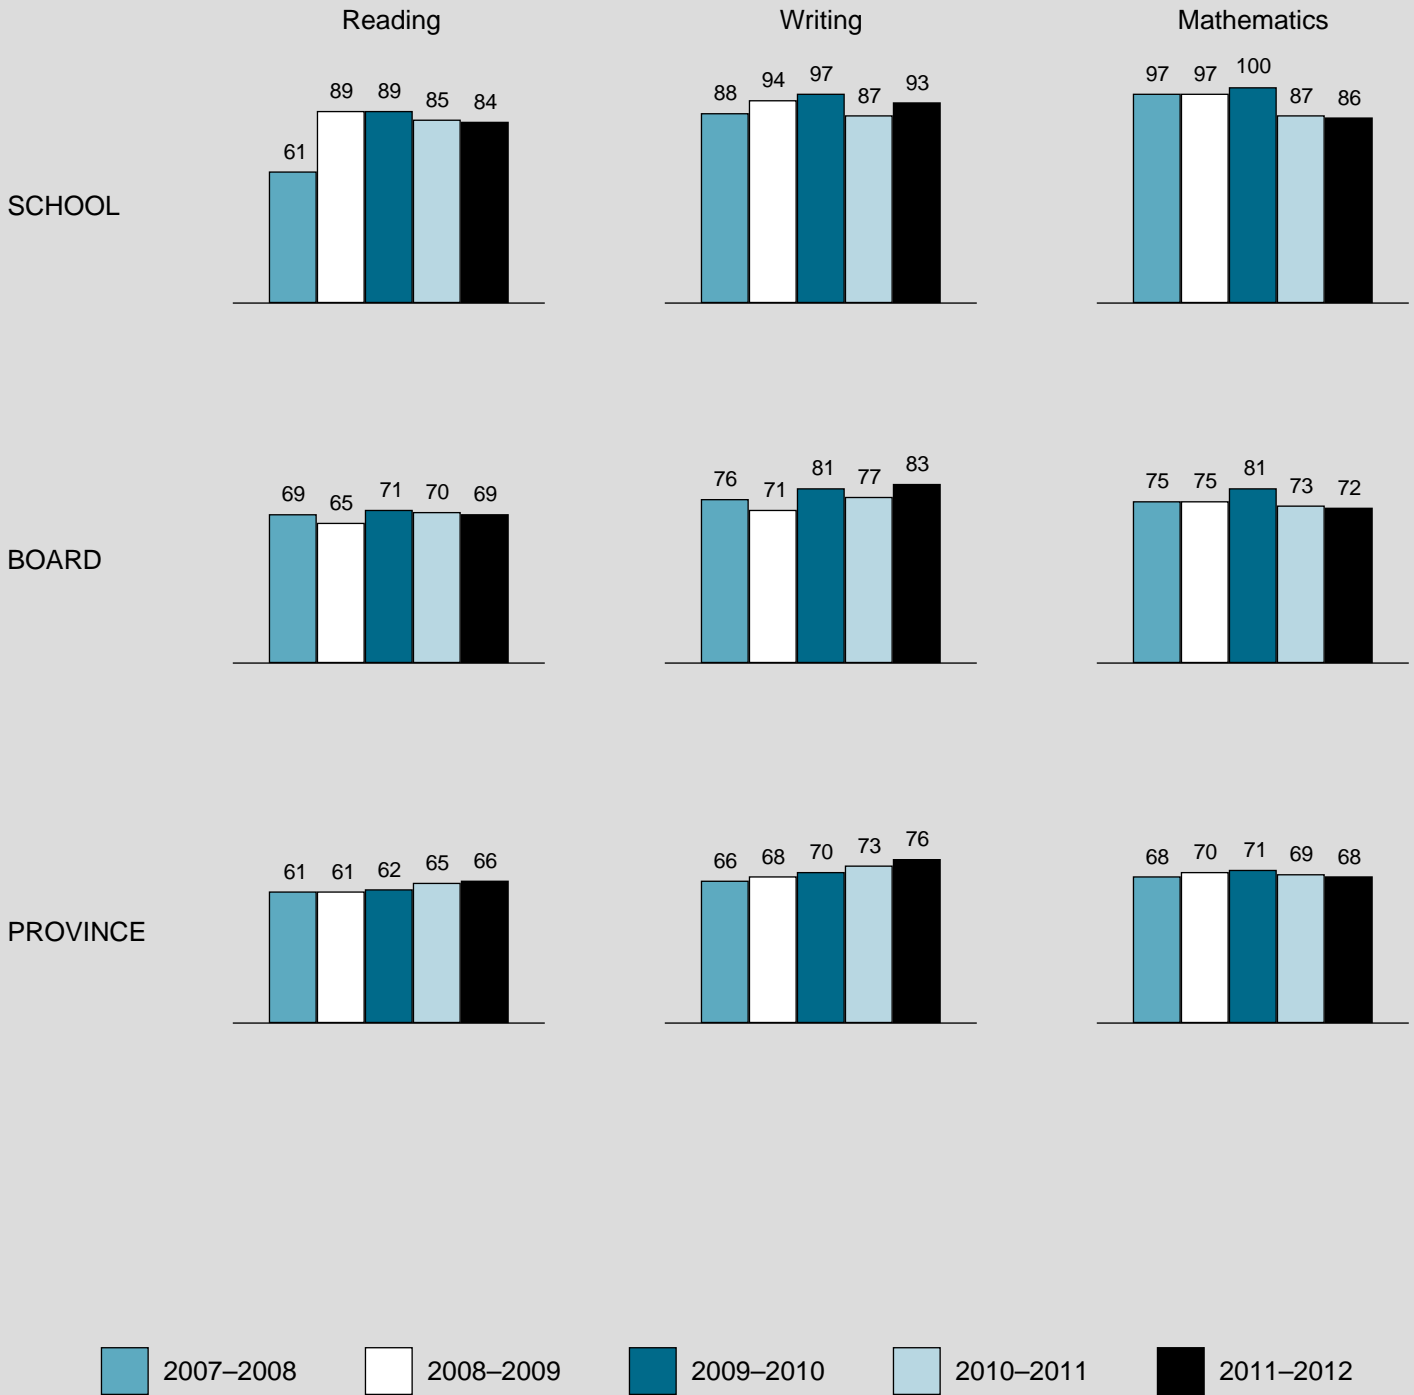 Reading Writing Mathematics
SCHOOL
61 89 89 85 84
88 94 97 87 93
97 97 100 87 86
BOARD
69 65 71 70 69
76 71 81 77 83
75 75 81 73 72
PROVINCE
61 61 62 65 66
66 68 70 73 76
68 70 71 69 68
2007–2008 2008–2009 2009–2010 2010–2011 2011–2012